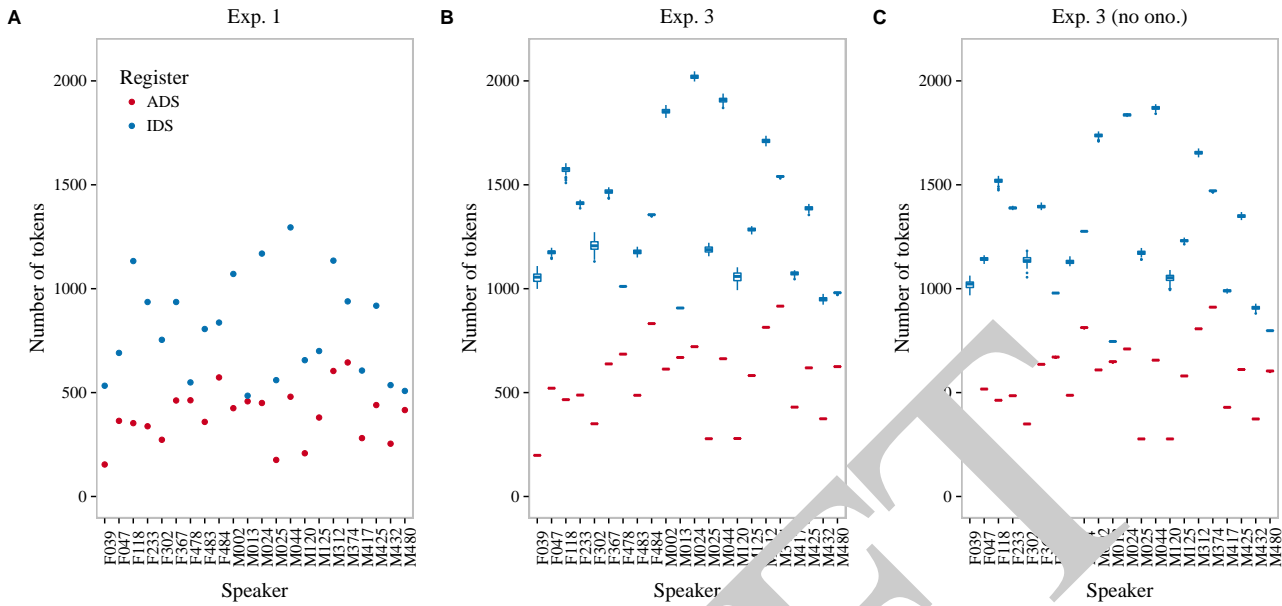 A
Exp. 1
Number of tokens
2000
1500
1000
500
0
Register
ADS
IDS
F039
F047
F118
F233
F302
F367
F478
F483
F484
M002
M013
M024
M025
M044
M120
M125
M312
M374
M417
M425
M432
M480
Speaker
B
Exp. 3
Number of tokens
2000
1500
1000
500
0
F039
F047
F118
F233
F302
F367
F478
F483
F484
M002
M013
M024
M025
M044
M120
M125
M417
M425
M432
M480
Speaker
C
Exp. 3 (no ono.)
Number of tokens
2000
1500
1000
F039
F047
F118
F233
F302
M024
M025
M044
M120
M125
M312
M374
M417
M425
M432
M480
Speaker
FT